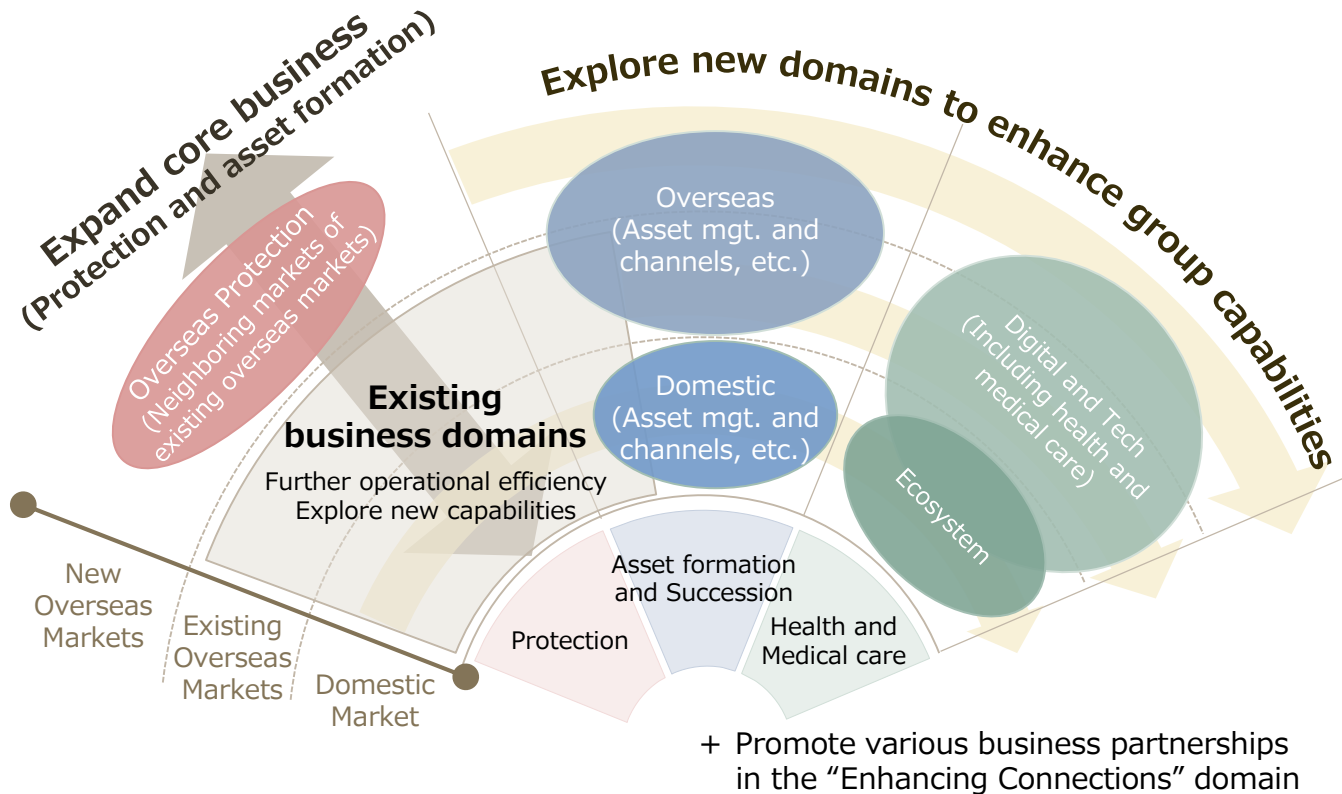 Expand core business
(Protection and asset formation)
Explore new domains to enhance group capabilities
Overseas Protection
(Neighboring markets of
existing overseas markets)
Overseas
(Asset mgt. and
channels, etc.)
Domestic
(Asset mgt. and
channels, etc.)
Digital and Tech
(Including health and
medical care)
Ecosystem
Existing
business domains
Further operational efficiency
Explore new capabilities
New
Overseas
Markets
Existing
Overseas
Markets
Domestic
Market
Protection
Asset formation
and Succession
Health and
Medical care
+ Promote various business partnerships
in the “Enhancing Connections” domain